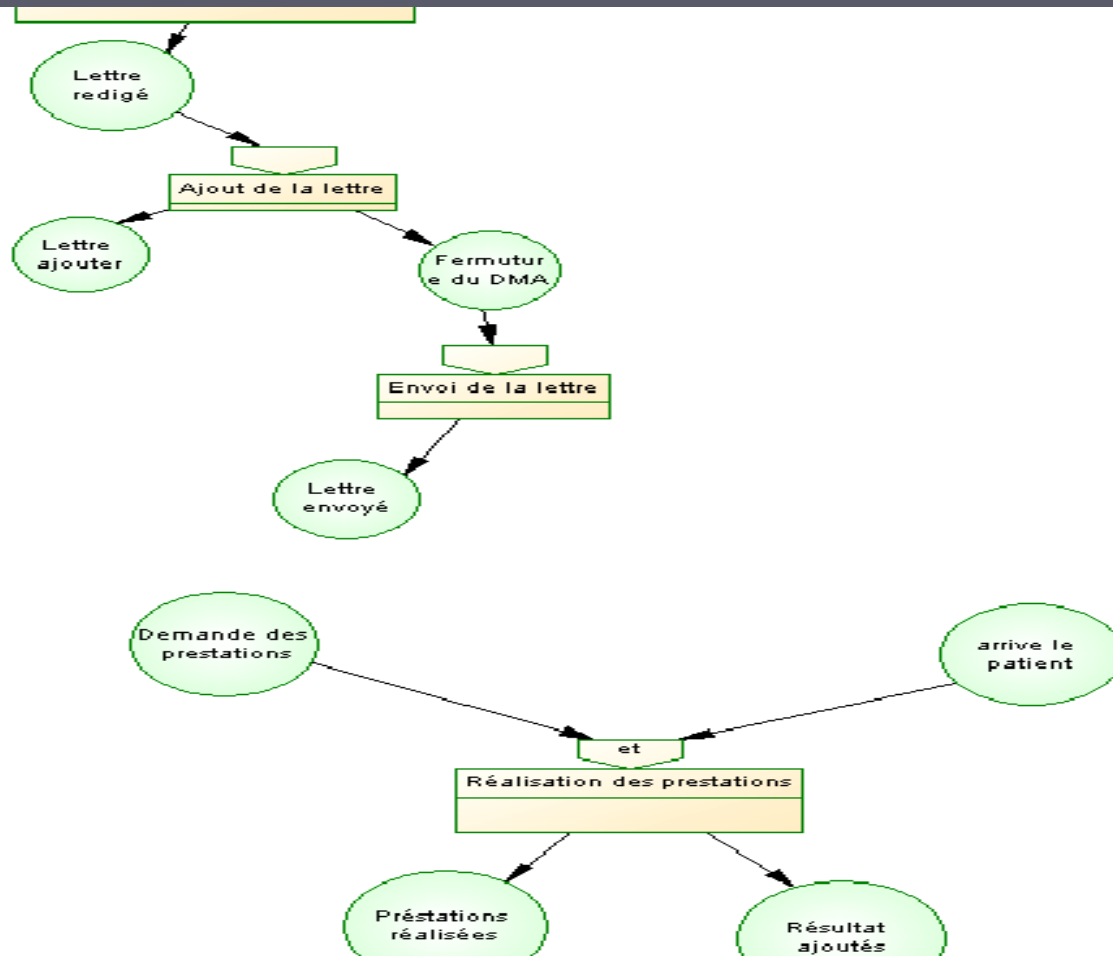 Lettre
redigé
Ajout de la lettre
Lettre
ajouter
Fermutur
e du DMA
Envoi de la lettre
Lettre
envoyé
Demande des
prestations
arrive le
patient
et
Réalisation des prestations
Préstations
réalisées
Résultat
ajoutés